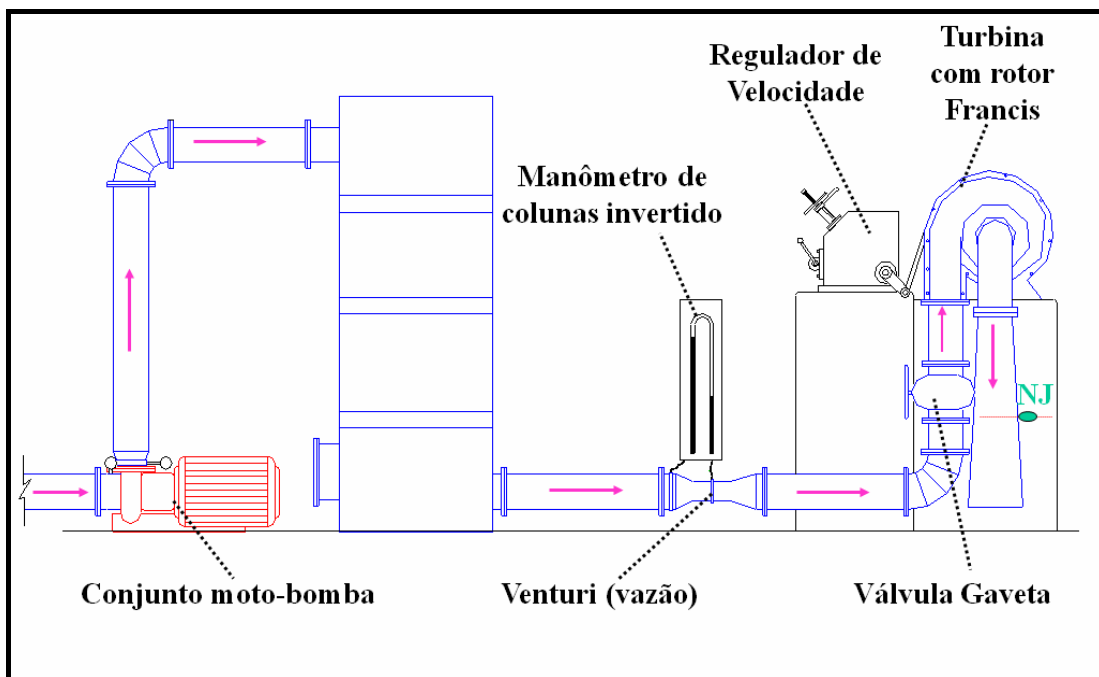 Regulador de
Velocidade
Turbina
com rotor
Francis
Manômetro de
colunas invertido
NJ
Conjunto moto-bomba
Venturi (vazão)
Válvula Gaveta